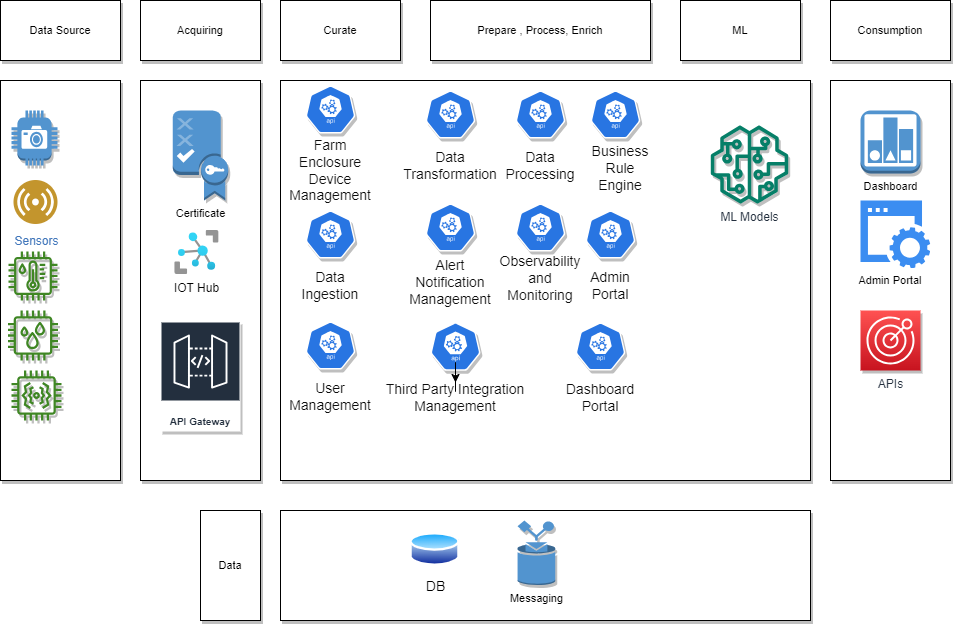 Data Source
Acquiring
Curate
Prepare , Process, Enrich
ML
Consumption
Sensors
Certificate
IOT Hub
</>
API Gateway
api
Farm
Enclosure
Device
Management
api
Data
Transformation
api
Data
Processing
api
Business
Rule
Engine
api
Data
Ingestion
api
Alert
Notification
Management
api
Observability
and
Monitoring
api
Admin
Portal
api
User
Management
api
Third Party Integration
Management
api
Dashboard
Portal
ML Models
Dashboard
Admin Portal
APIs
Data
DB
Messaging